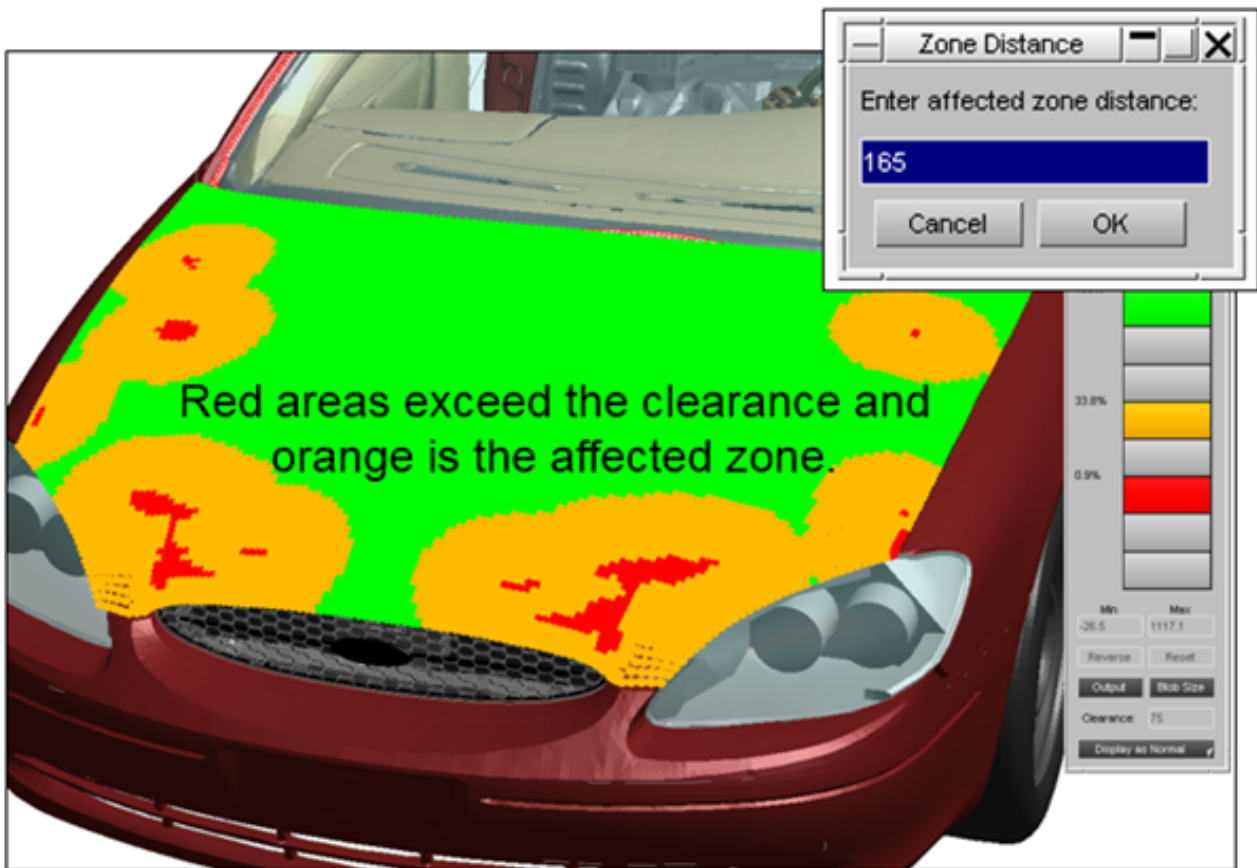 Zone Distance
Enter affected zone distance:
165
Cancel OK
Red areas exceed the clearance and
orange is the affected zone.
33.8%
0.9%
Min Max
-26.5 1117.1
Reverse Reset
Output Blob Size
Clearance: 75
Display as Normal